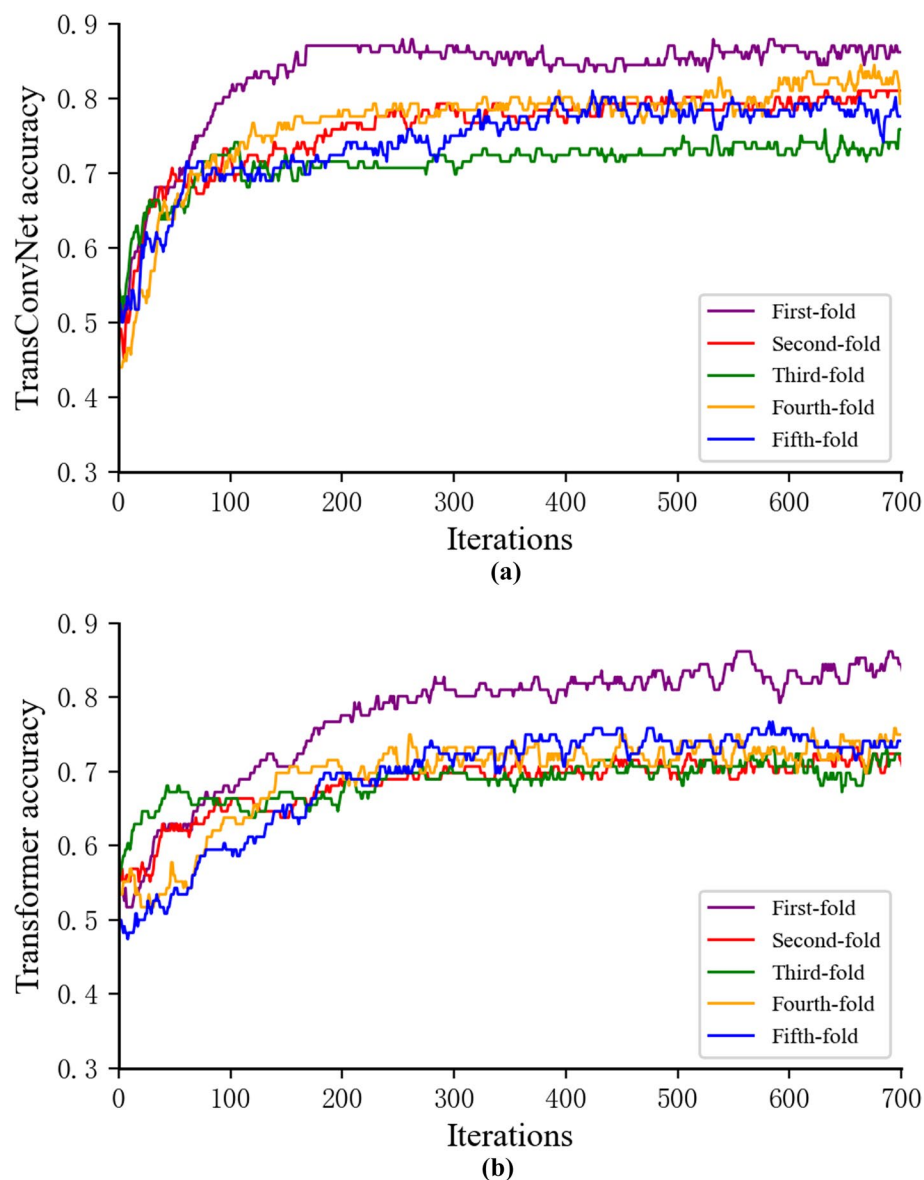 TransConvNet accuracy
0.9
0.8
0.7
0.6
0.5
0.4
0.3
0 100 200 300 400 500 600 700
Iterations
First-fold
Second-fold
Third-fold
Fourth-fold
Fifth-fold
(a)
Transformer accuracy
0.9
0.8
0.7
0.6
0.5
0.4
0.3
0 100 200 300 400 500 600 700
Iterations
First-fold
Second-fold
Third-fold
Fourth-fold
Fifth-fold
(b)